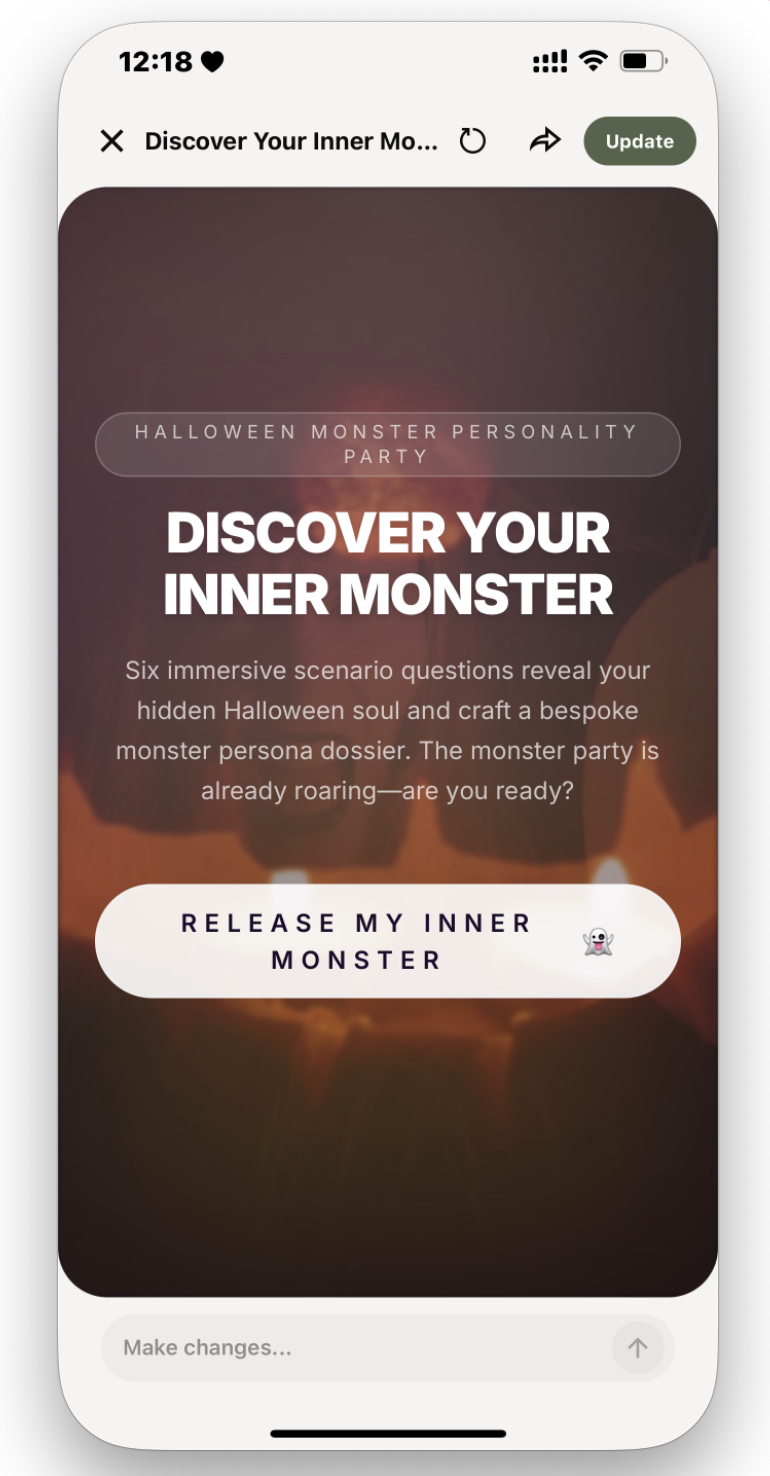 12:18
Discover Your Inner Mo...
Update
HALLOWEEN MONSTER PERSONALITY
PARTY
DISCOVER YOUR
INNER MONSTER
Six immersive scenario questions reveal your
hidden Halloween soul and craft a bespoke
monster persona dossier. The monster party is
already roaring—are you ready?
RELEASE MY INNER
MONSTER 👻
Make changes...